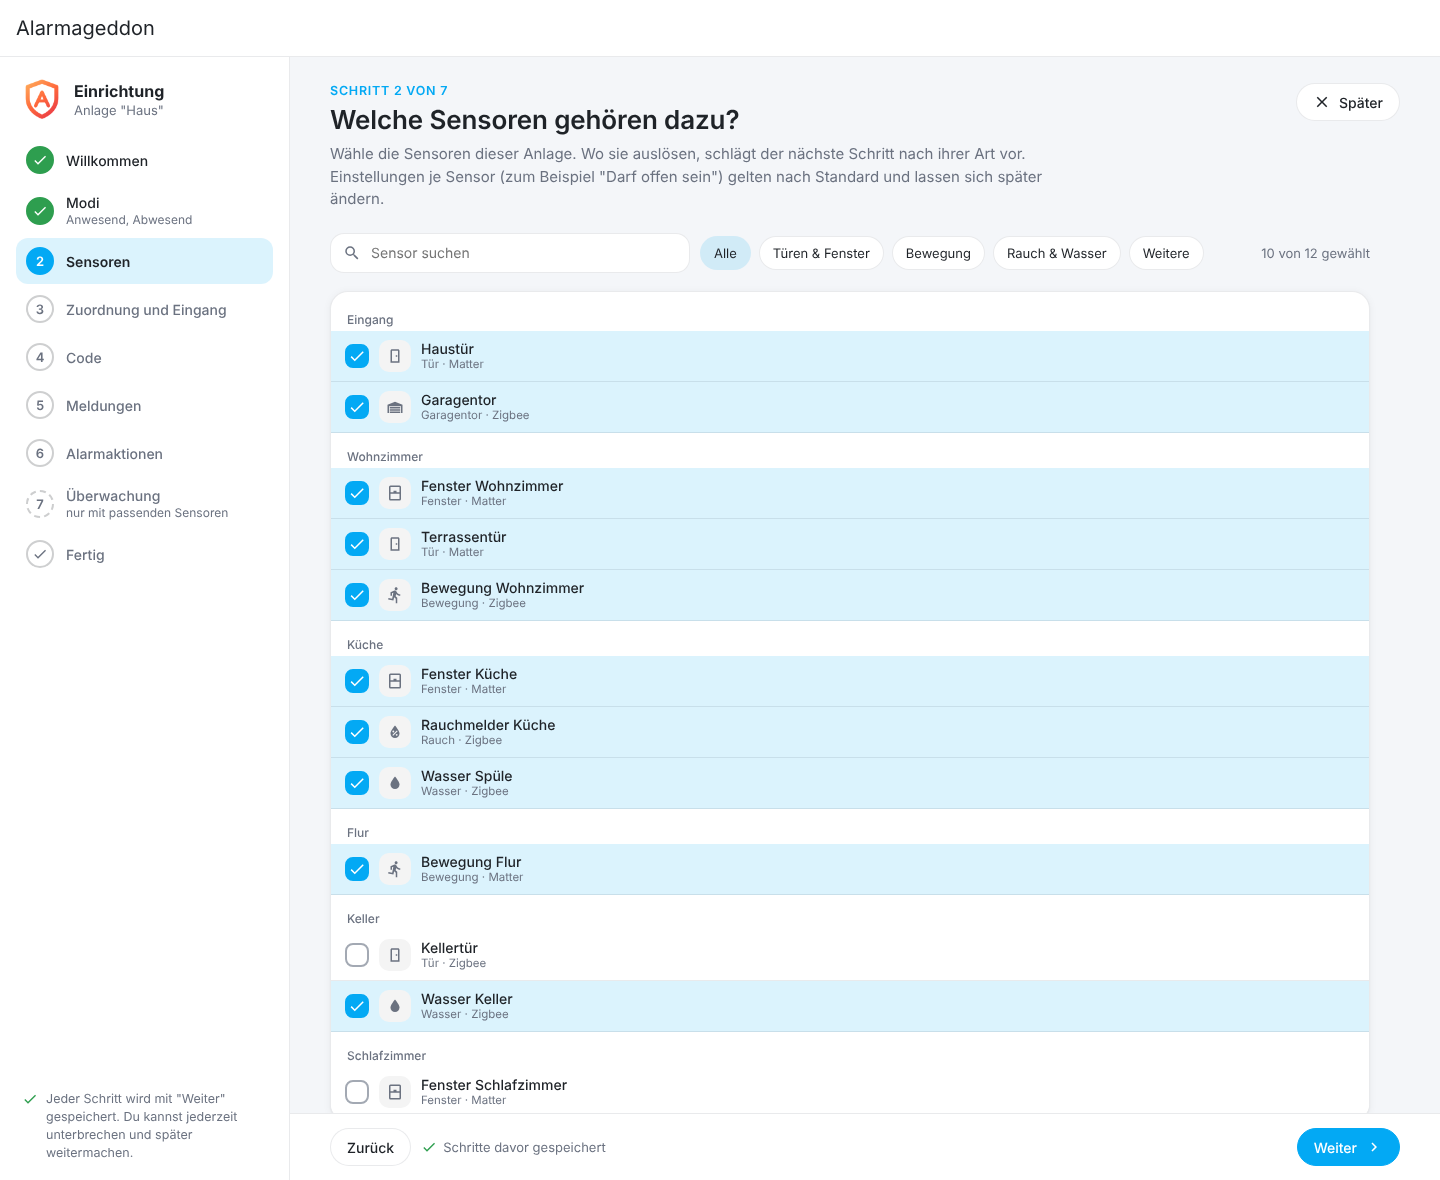 Alarmageddon
Einrichtung
Anlage "Haus"
Willkommen
Modi
Anwesend, Abwesend
2
Sensoren
3
Zuordnung und Eingang
4
Code
5
Meldungen
6
Alarmaktionen
7
Überwachung
nur mit passenden Sensoren
Fertig
Jeder Schritt wird mit "Weiter"
gespeichert. Du kannst jederzeit
unterbrechen und später
weitermachen.
SCHRITT 2 VON 7
Welche Sensoren gehören dazu?
Wähle die Sensoren dieser Anlage. Wo sie auslösen, schlägt der nächste Schritt nach ihrer Art vor.
Einstellungen je Sensor (zum Beispiel "Darf offen sein") gelten nach Standard und lassen sich später
ändern.
Später
Sensor suchen
Alle
Türen & Fenster
Bewegung
Rauch & Wasser
Weitere
10 von 12 gewählt
Eingang
Haustür
Tür · Matter
Garagentor
Garagentor · Zigbee
Wohnzimmer
Fenster Wohnzimmer
Fenster · Matter
Terrassentür
Tür · Matter
Bewegung Wohnzimmer
Bewegung · Zigbee
Küche
Fenster Küche
Fenster · Matter
Rauchmelder Küche
Rauch · Zigbee
Wasser Spüle
Wasser · Zigbee
Flur
Bewegung Flur
Bewegung · Matter
Keller
Kellertür
Tür · Zigbee
Wasser Keller
Wasser · Zigbee
Schlafzimmer
Fenster Schlafzimmer
Fenster · Matter
Zurück
Schritte davor gespeichert
Weiter